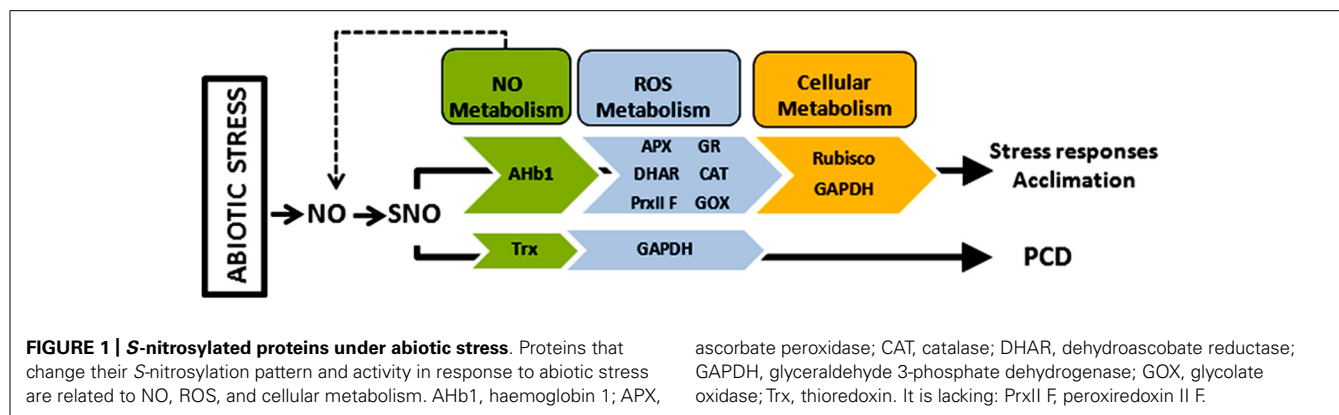 NO
Metabolism
ROS
Metabolism
Cellular
Metabolism
ABIOTIC STRESS
NO
SNO
AHb1
APX GR
DHAR CAT
PrxII F GOX
Rubisco
GAPDH
Stress responses
Acclimation
Trx
GAPDH
PCD
FIGURE 1 | S-nitrosylated proteins under abiotic stress. Proteins that
change their S-nitrosylation pattern and activity in response to abiotic stress
are related to NO, ROS, and cellular metabolism. AHb1, haemoglobin 1; APX,
ascorbate peroxidase; CAT, catalase; DHAR, dehydroascobate reductase;
GAPDH, glyceraldehyde 3-phosphate dehydrogenase; GOX, glycolate
oxidase; Trx, thioredoxin. It is lacking: PrxII F, peroxiredoxin II F.